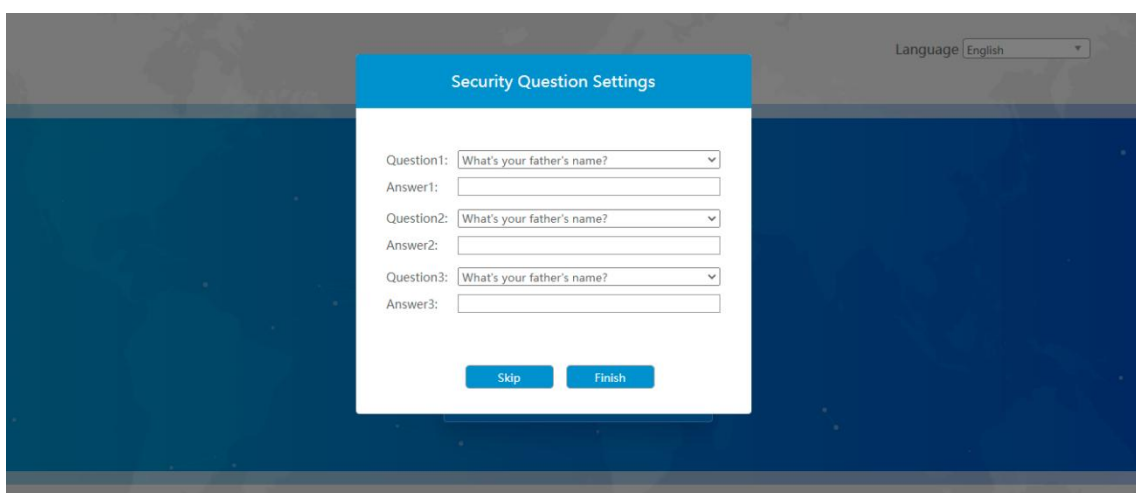 Language English
Security Question Settings
Question1: What's your father's name?
Answer1:
Question2: What's your father's name?
Answer2:
Question3: What's your father's name?
Answer3:
Skip Finish